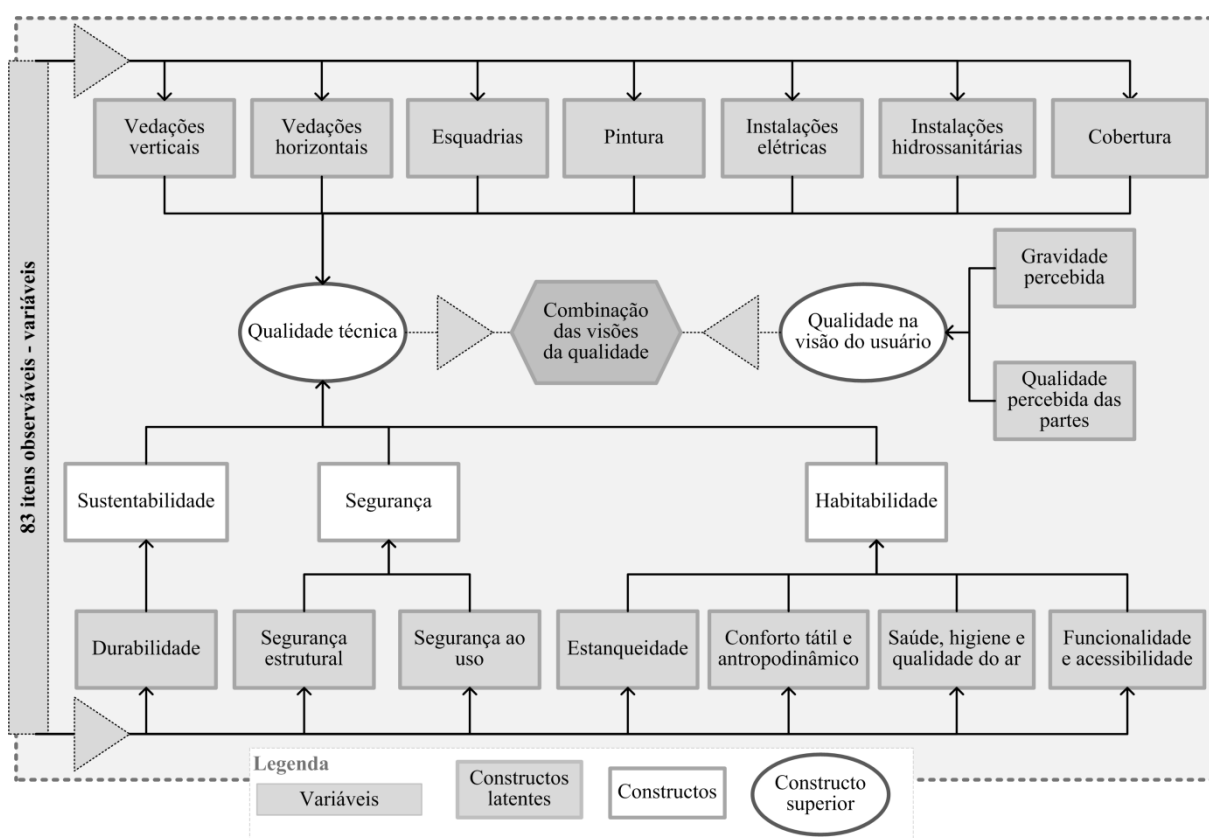 83 itens observáveis - variáveis
Vedações
verticais
Vedações
horizontais
Esquadrias
Pintura
Instalações
elétricas
Instalações
hidrossanitárias
Cobertura
Qualidade técnica
Combinação
das visões
da qualidade
Qualidade na
visão do usuário
Gravidade
percebida
Qualidade
percebida das
partes
Sustentabilidade
Segurança
Habitabilidade
Durabilidade
Segurança
estrutural
Segurança ao
uso
Estanqueidade
Conforto tátil e
antropodinâmico
Saúde, higiene e
qualidade do ar
Funcionalidade
e acessibilidade
Legenda
Variáveis
Constructos
latentes
Constructos
Constructo
superior